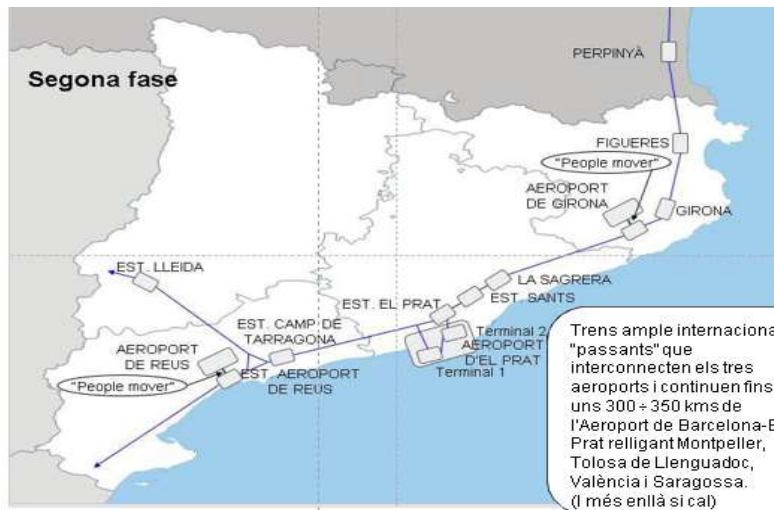 Segona fase
PERPINYÀ
FIGUERES
"People mover"
AEROPORT
DE GIRONA
GIRONA
EST. LLEIDA
LA SAGRERA
EST. SANTS
EST. EL PRAT
EST. CAMP DE
TARRAGONA
Terminal 2
AEROPORT
D'EL PRAT
Terminal 1
AEROPORT
DE REUS
EST. AEROPORT
DE REUS
"People mover"
Trens ample internaciona
"passants" que
interconnecten els tres
aeroports i continuen fins
uns 300 ÷ 350 kms de
l'Aeroport de Barcelona-E
Prat relligant Montpeller,
Tolosa de Llenguadoc,
València i Saragossa.
(I més enllà si cal)